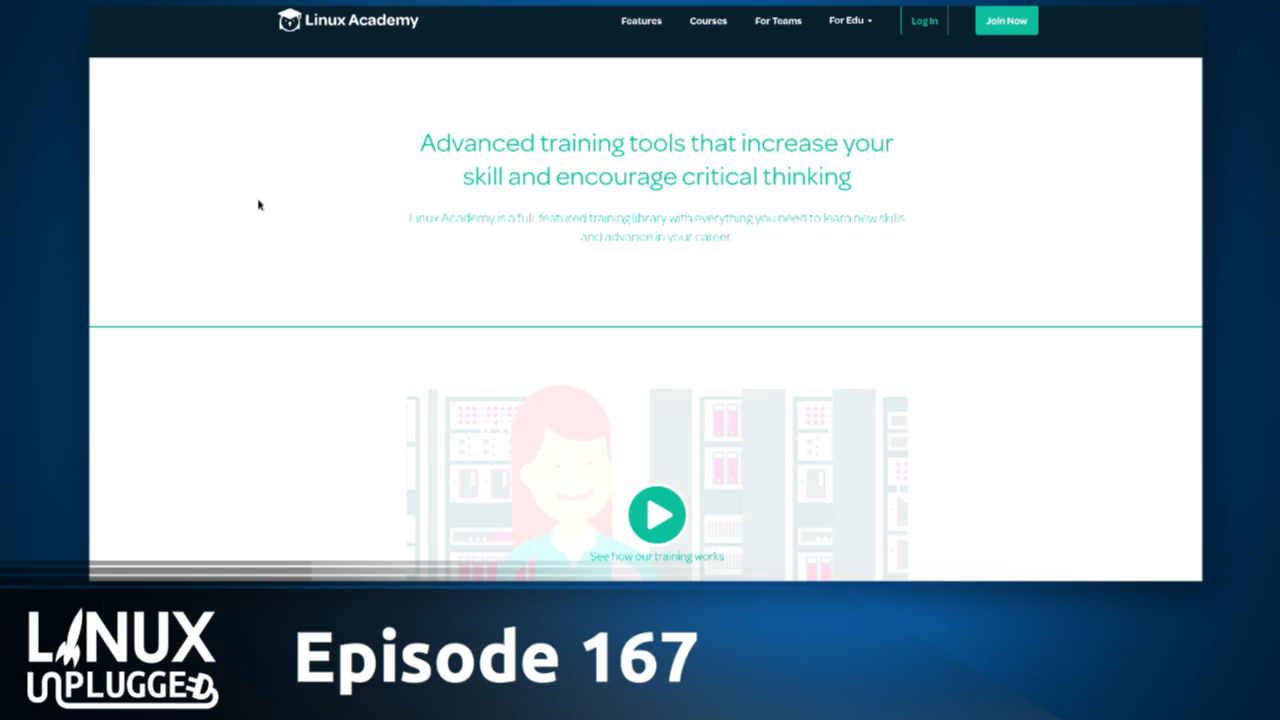 Linux Academy
Features Courses For Teams For Edu Log In Join Now
Advanced training tools that increase your
skill and encourage critical thinking
Linux Academy is a full featured training library with everything you need to learn new skills
and advance in your career.
See how our training works
LINUX
UNPLUGGED
Episode 167